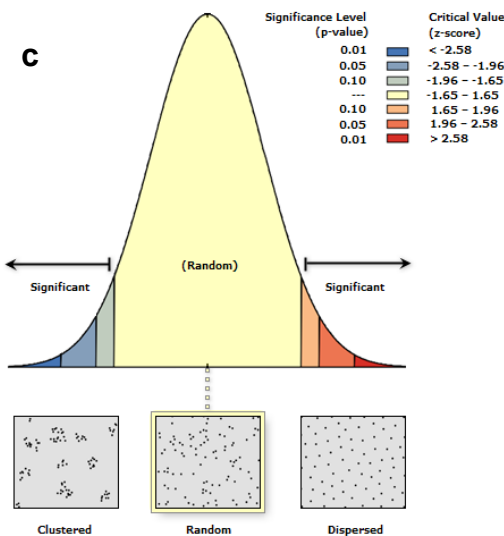 c
Significance Level Critical Value
(p-value) (z-score)
0.01 < -2.58
0.05 -2.58 – -1.96
0.10 -1.96 – -1.65
--- -1.65 – 1.65
0.10 1.65 – 1.96
0.05 1.96 – 2.58
0.01 > 2.58
(Random)
Significant Significant
Clustered Random Dispersed